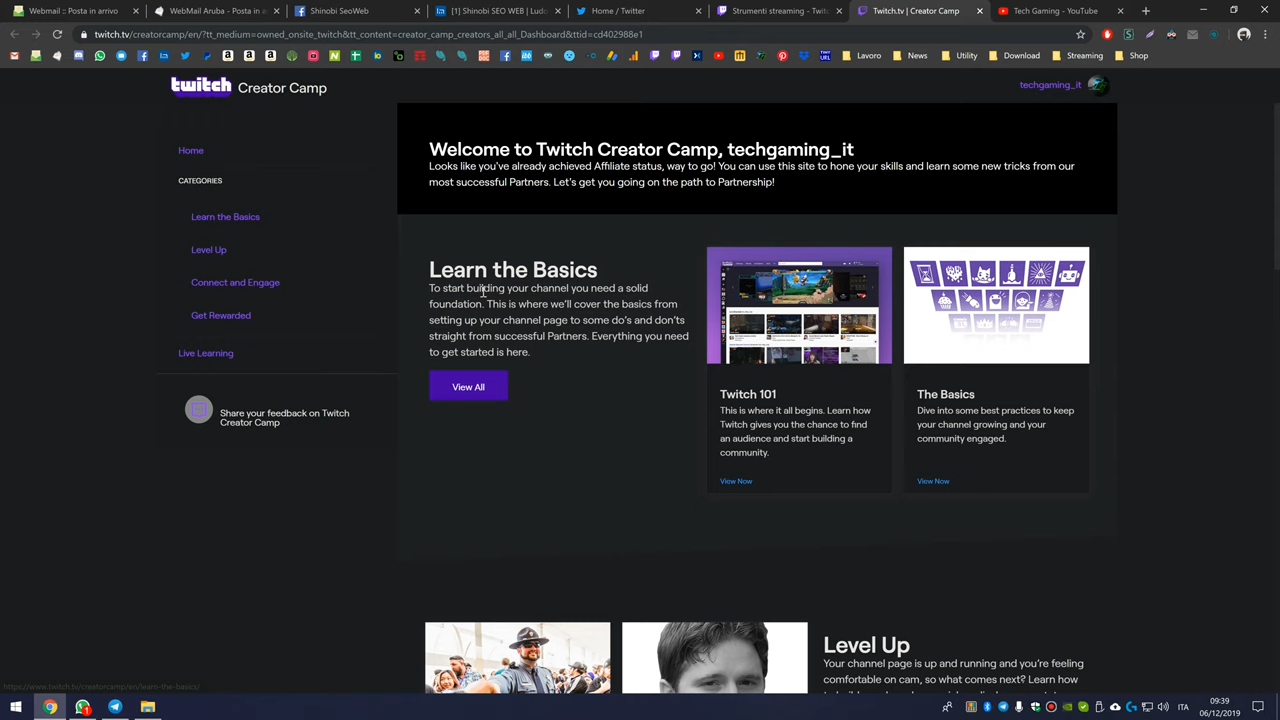 Webmail :: Posta in arrivo
WebMail Aruba - Posta in a
Shinobi SeoWeb
[1] Shinobi SEO WEB | Ludo
Home / Twitter
Strumenti streaming - Twitc
Twitch.tv | Creator Camp
Tech Gaming - YouTube
twitch.tv/creatorcamp/en/?tt_medium=owned_onsite_twitch&tt_content=creator_camp_creators_all_all_Dashboard&ttid=cd402988e1
Lavoro
News
Utility
Download
Streaming
Shop
twitch Creator Camp
techgaming_it
Home
CATEGORIES
Learn the Basics
Level Up
Connect and Engage
Get Rewarded
Live Learning
Share your feedback on Twitch
Creator Camp
Welcome to Twitch Creator Camp, techgaming_it
Looks like you've already achieved Affiliate status, way to go! You can use this site to hone your skills and learn some new tricks from our
most successful Partners. Let's get you going on the path to Partnership!
Learn the Basics
To start building your channel you need a solid
foundation. This is where we'll cover the basics from
setting up your channel page to some do's and don'ts
straight from successful Partners. Everything you need
to get started is here.
View All
Twitch 101
This is where it all begins. Learn how
Twitch gives you the chance to find
an audience and start building a
community.
View Now
The Basics
Dive into some best practices to keep
your channel growing and your
community engaged.
View Now
Level Up
Your channel page is up and running and you're feeling
comfortable on cam, so what comes next? Learn how
https://www.twitch.tv/creatorcamp/en/learn-the-basics/
1
ITA
09:39
06/12/2019